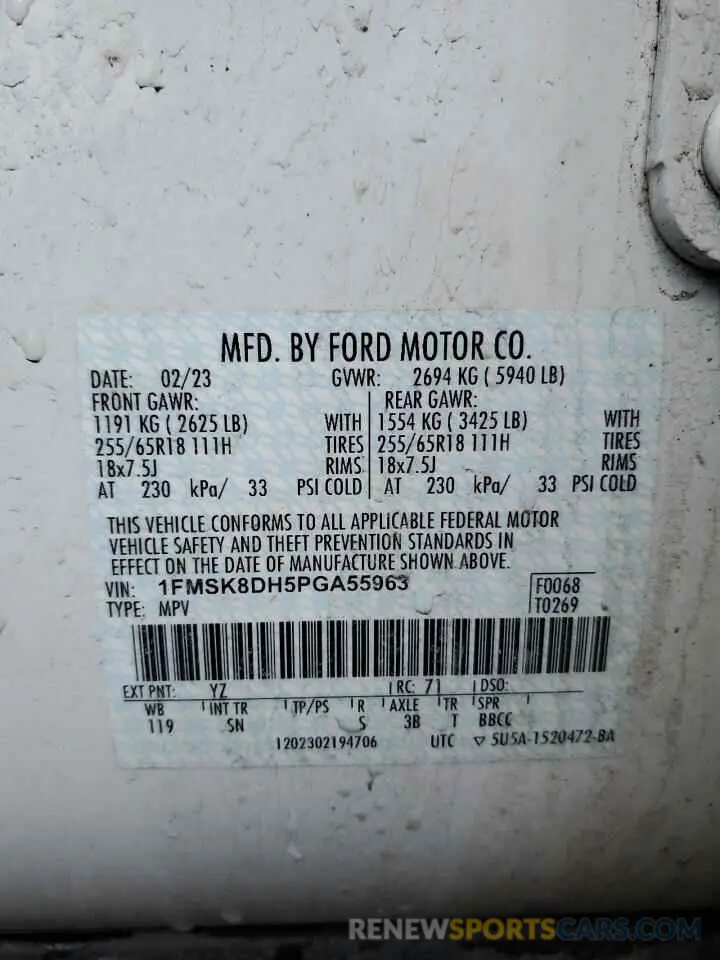 MFD. BY FORD MOTOR CO.
DATE: 02/23 GVWR: 2694 KG ( 5940 LB)
FRONT GAWR: REAR GAWR:
1191 KG ( 2625 LB) WITH 1554 KG ( 3425 LB) WITH
255/65R18 111H TIRES 255/65R18 111H TIRES
18x7.5J RIMS 18x7.5J RIMS
AT 230 kPa/ 33 PSI COLD AT 230 kPa/ 33 PSI COLD
THIS VEHICLE CONFORMS TO ALL APPLICABLE FEDERAL MOTOR
VEHICLE SAFETY AND THEFT PREVENTION STANDARDS IN
EFFECT ON THE DATE OF MANUFACTURE SHOWN ABOVE.
VIN: 1FMSK8DH5PGA55963 F0068
TYPE: MPV T0269
EXT PNT: YZ RC: 71 DSO:
WB INT TR TP/PS R AXLE TR SPR
119 SN S 3B T BBCC
1202302194706 UTC ▽ 5U5A-1520472-BA
RENEWSPORTSCARS.COM